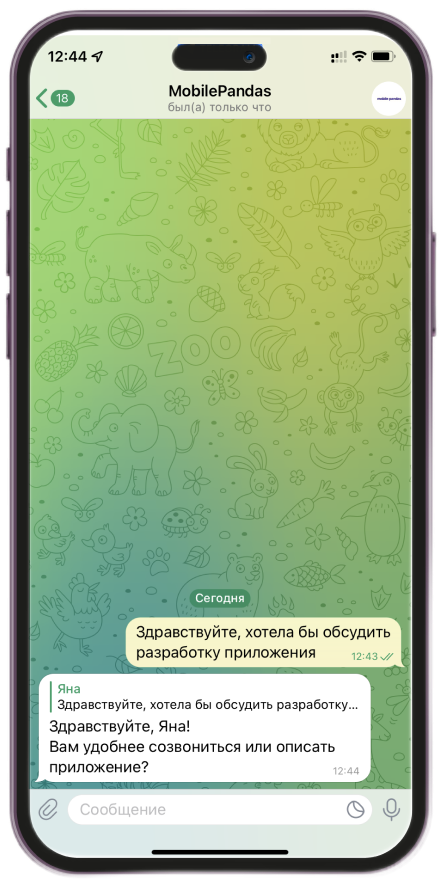 12:44
18
MobilePandas
был(а) только что
mobile pandas
ZOO
Сегодня
Здравствуйте, хотела бы обсудить
разработку приложения
12:43
Яна
Здравствуйте, хотела бы обсудить разработку...
Здравствуйте, Яна!
Вам удобнее созвониться или описать
приложение?
12:44
Сообщение